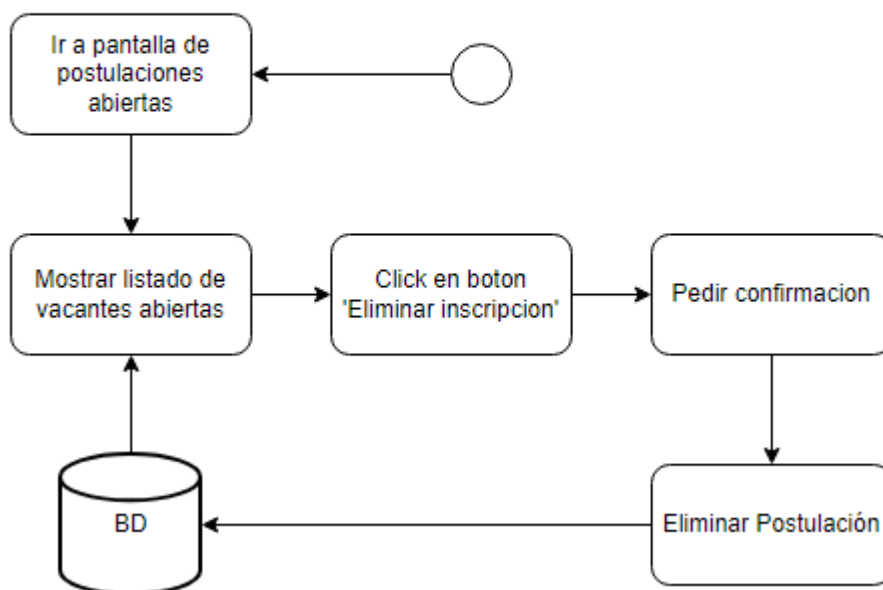 Ir a pantalla de
postulaciones
abiertas
Mostrar listado de
vacantes abiertas
Click en boton
'Eliminar inscripcion'
Pedir confirmacion
BD
Eliminar Postulación